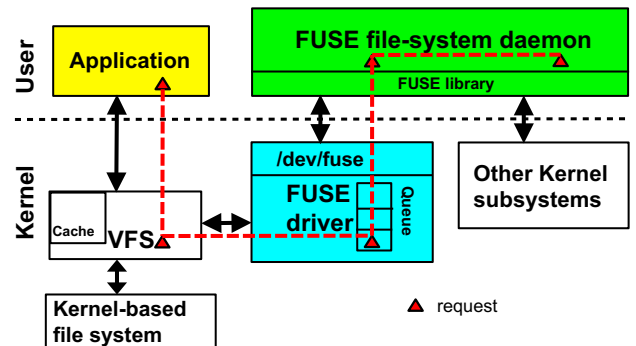 User
Application
FUSE file-system daemon
FUSE library
Kernel
Cache
VFS
/dev/fuse
FUSE
driver
Queue
Other Kernel
subsystems
Kernel-based
file system
request